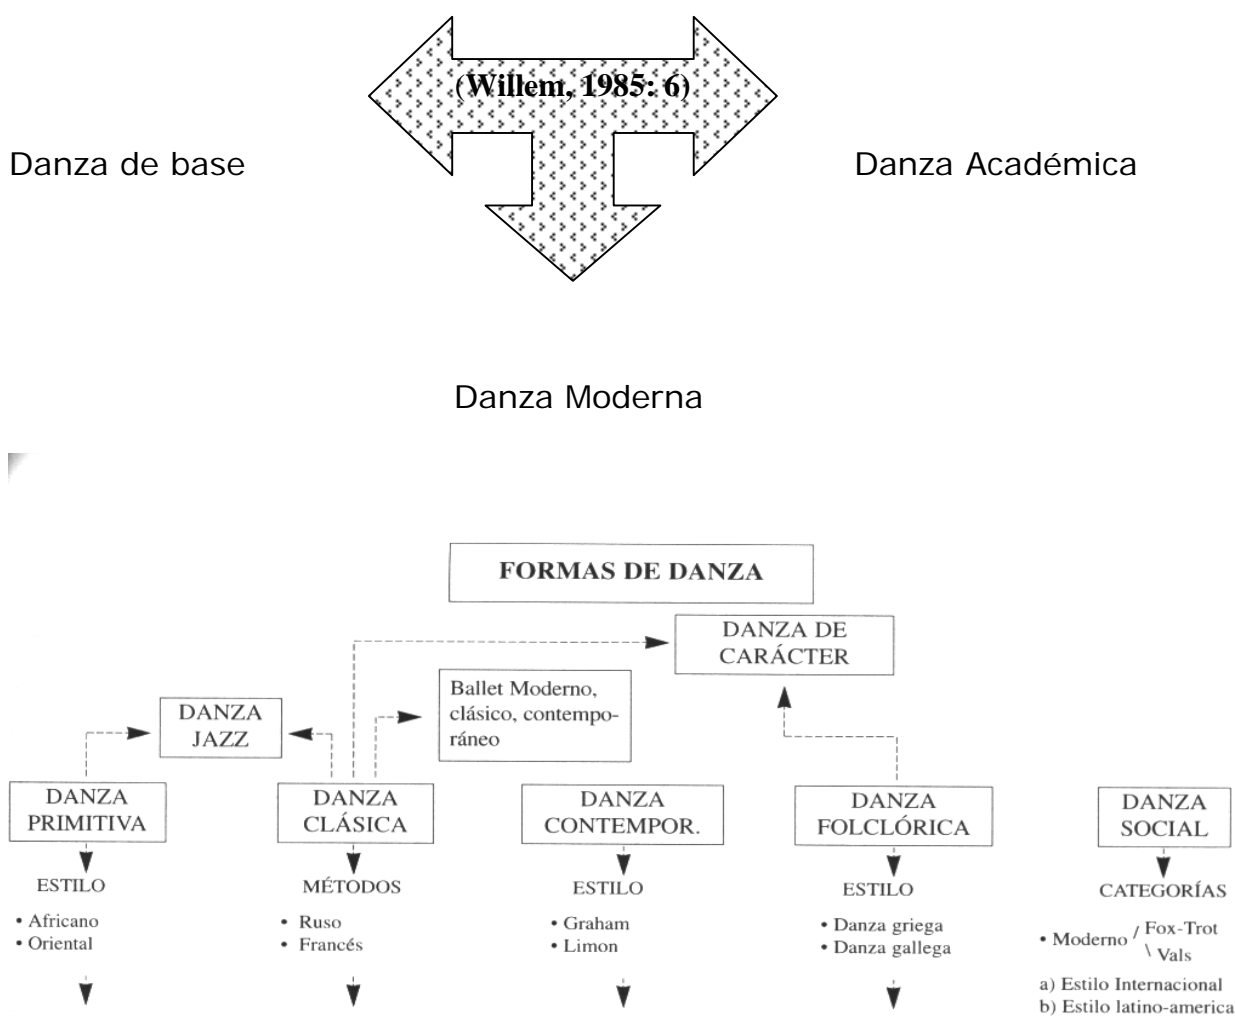 (Willem, 1985: 6)
Danza de base
Danza Académica
Danza Moderna
FORMAS DE DANZA
DANZA DE
CARÁCTER
Ballet Moderno,
clásico, contempo-
ráneo
DANZA
JAZZ
DANZA
PRIMITIVA
DANZA
CLÁSICA
DANZA
CONTEMPOR.
DANZA
FOLCLÓRICA
DANZA
SOCIAL
ESTILO
• Africano
• Oriental
MÉTODOS
• Ruso
• Francés
ESTILO
• Graham
• Limon
ESTILO
• Danza griega
• Danza gallega
CATEGORÍAS
• Moderno / Fox-Trot
\ Vals
a) Estilo Internacional
b) Estilo latino-america